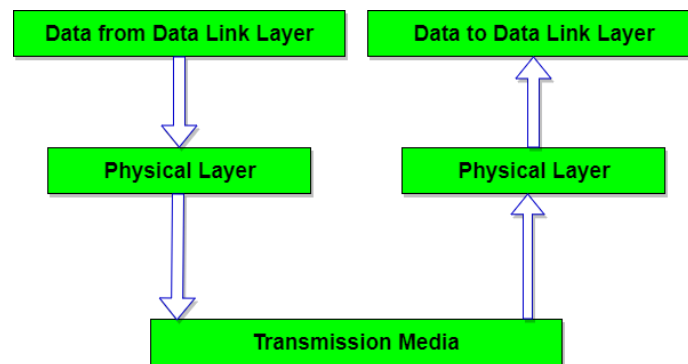 Data from Data Link Layer
Data to Data Link Layer
Physical Layer
Physical Layer
Transmission Media